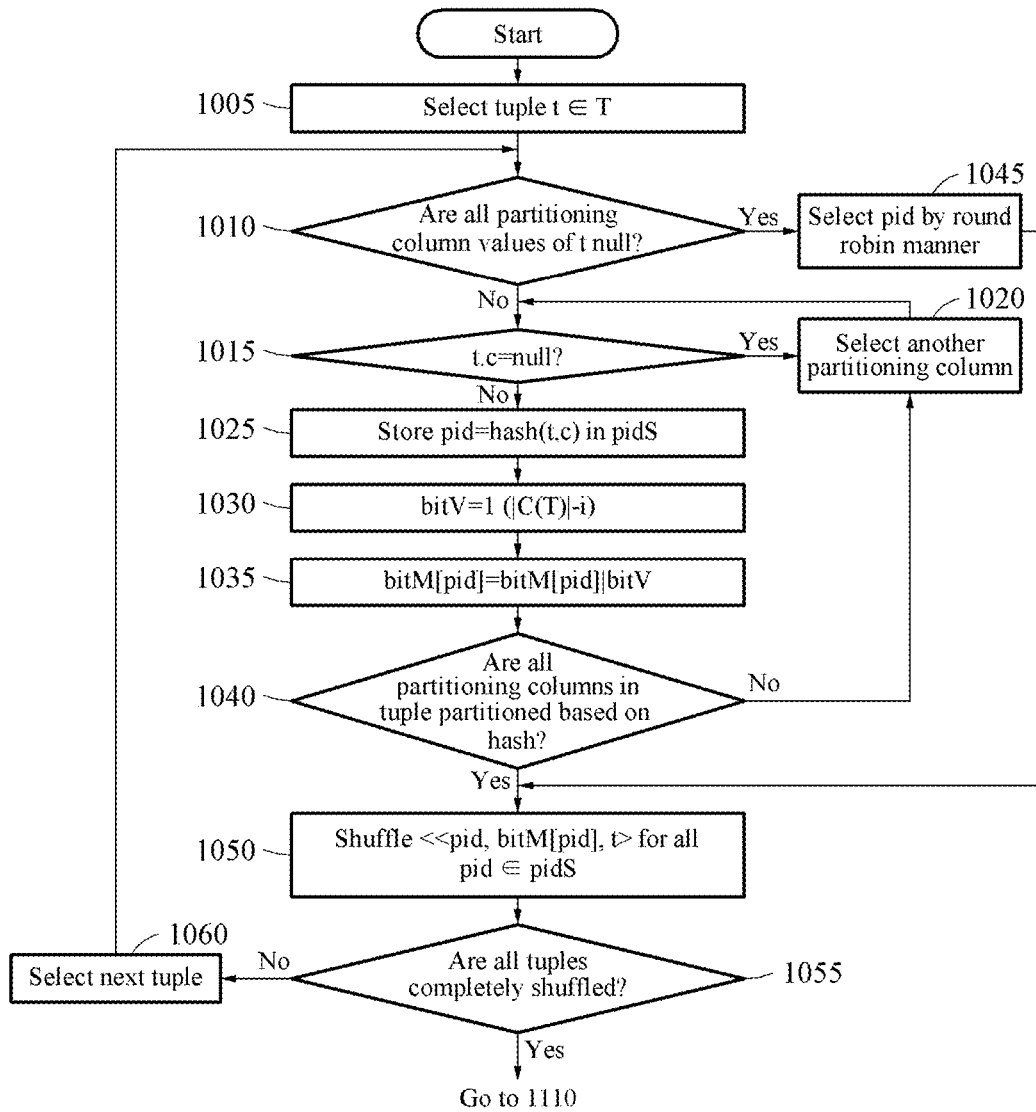 Start
1005
Select tuple t ∈ T
1010
Are all partitioning
column values of t null?
Yes
1045
Select pid by round
robin manner
No
1015
t.c=null?
Yes
1020
Select another
partitioning column
No
1025
Store pid=hash(t.c) in pidS
1030
bitV=1 (|C(T)|-i)
1035
bitM[pid]=bitM[pid]|bitV
1040
Are all
partitioning columns in
tuple partitioned based on
hash?
No
Yes
1050
Shuffle <<pid, bitM[pid], t> for all
pid ∈ pidS
1060
Select next tuple
No
Are all tuples
completely shuffled?
1055
Yes
Go to 1110